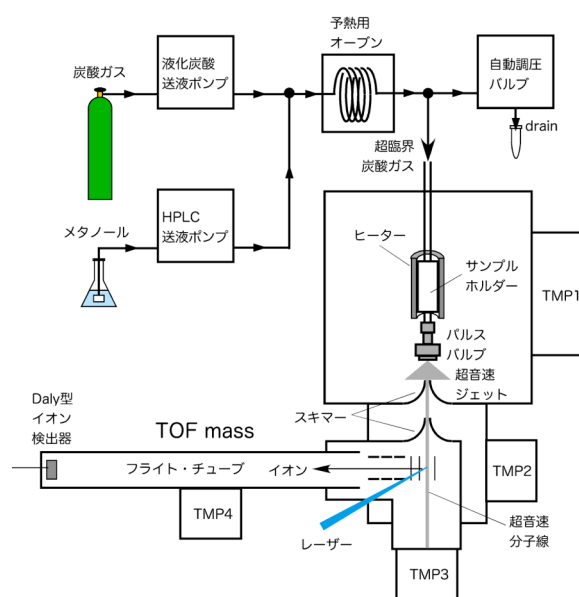 炭酸ガス
液化炭酸
送液ポンプ
予熱用
オーブン
自動調圧
バルブ
drain
超臨界
炭酸ガス
メタノール
HPLC
送液ポンプ
ヒーター
サンプル
ホルダー
TMP1
パルス
バルブ
超音速
ジェット
スキマー
Daly型
イオン
検出器
TOF mass
フライト・チューブ
イオン
TMP2
TMP4
レーザー
超音速
分子線
TMP3